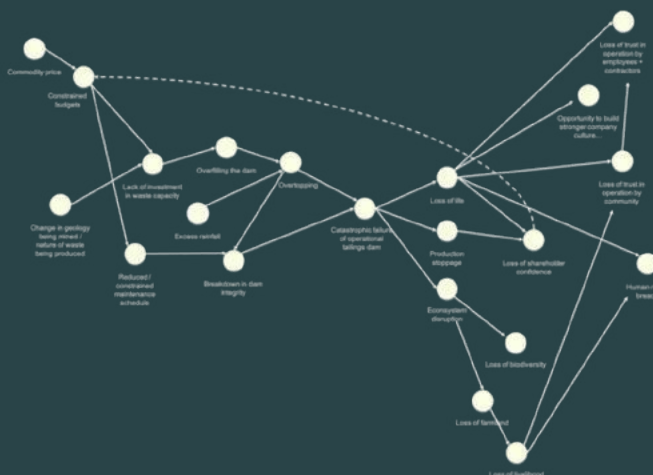 Commodity price
Constrained
budgets
Lack of investment
in waste capacity
Overfilling the dam
Overtopping
Excess rainfall
Change in geology
being mined /
nature of waste
being produced
Reduced /
constrained
maintenance
schedule
Breakdown in dam
integrity
Catastrophic failure
of operational
tailings dam
Loss of life
Production
stoppage
Loss of shareholder
confidence
Econsystem
disruption
Loss of biodiversity
Loss of farmland
Loss of livelihood
Loss of trust in
operation by
employees +
contractors
Opportunity to build
stronger company
culture...
Loss of trust in
operation by
community
Human